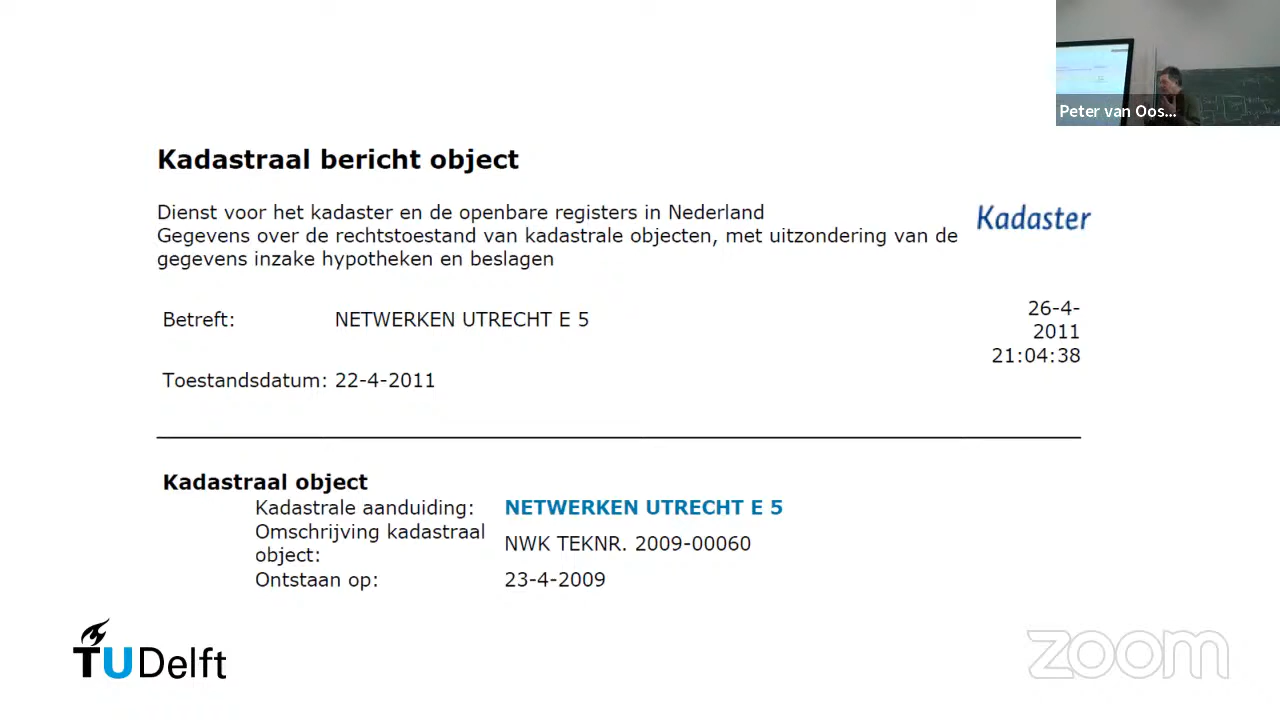 Peter van Oos...
Kadastraal bericht object
Dienst voor het kadaster en de openbare registers in Nederland
Gegevens over de rechtstoestand van kadastrale objecten, met uitzondering van de
gegevens inzake hypotheken en beslagen
Kadaster
Betreft: NETWERKEN UTRECHT E 5
26-4-
2011
21:04:38
Toestandsdatum: 22-4-2011
Kadastraal object
Kadastrale aanduiding: NETWERKEN UTRECHT E 5
Omschrijving kadastraal
object:
NWK TEKNR. 2009-00060
Ontstaan op: 23-4-2009
TU Delft
zoom